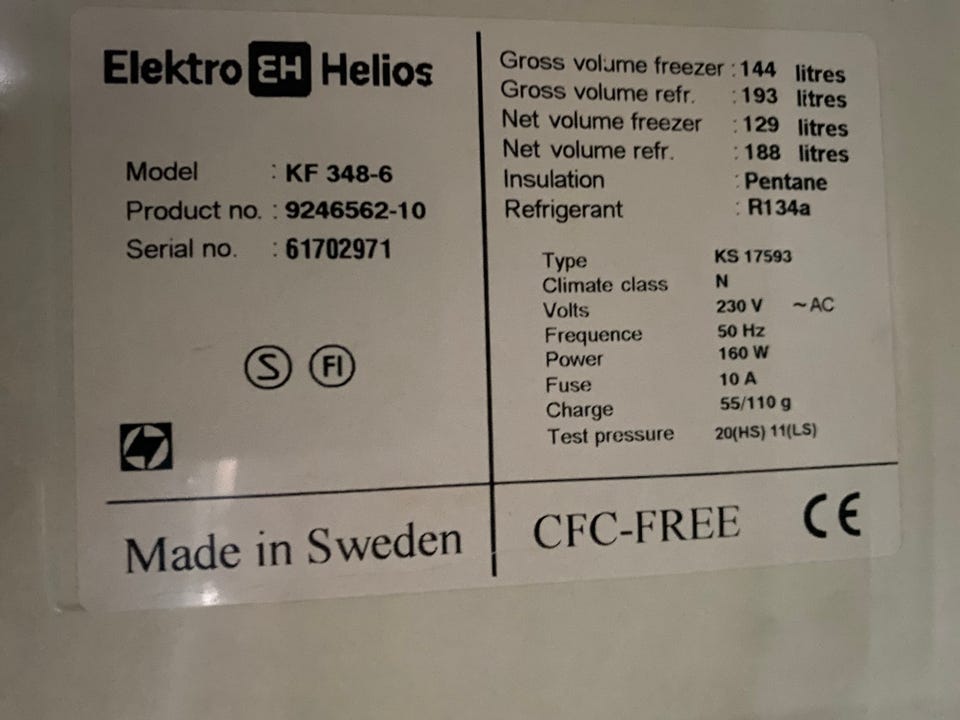 Elektro EH Helios
Model : KF 348-6
Product no. : 9246562-10
Serial no. : 61702971
S FI
Made in Sweden
Gross volume freezer : 144 litres
Gross volume refr. : 193 litres
Net volume freezer : 129 litres
Net volume refr. : 188 litres
Insulation : Pentane
Refrigerant : R134a
Type KS 17593
Climate class N
Volts 230 V ~AC
Frequence 50 Hz
Power 160 W
Fuse 10 A
Charge 55/110 g
Test pressure 20(HS) 11(LS)
CFC-FREE CE